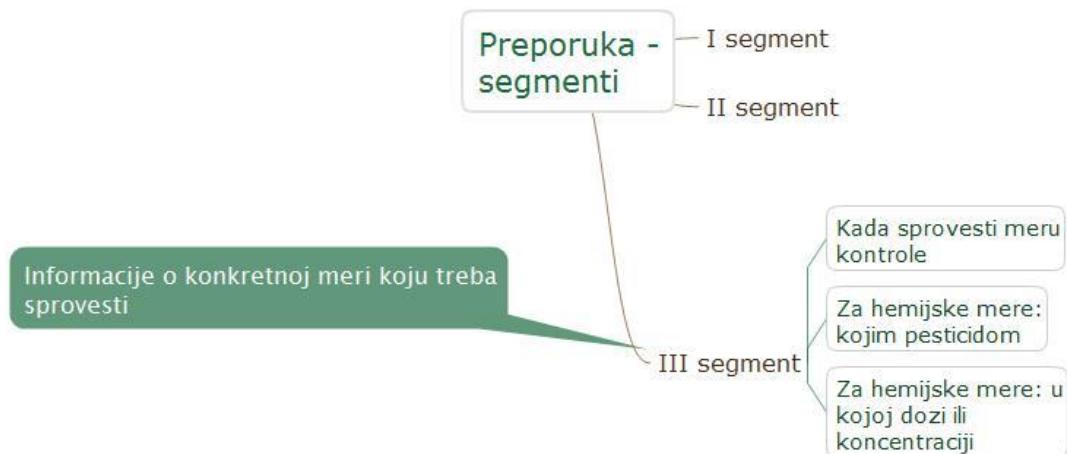 Preporuka -
segmenti
I segment
II segment
Informacije o konkretnoj meri koju treba
sprovesti
III segment
Kada sprovesti meru
kontrole
Za hemijske mere:
kojim pesticidom
Za hemijske mere: u
kojoj dozi ili
koncentraciji